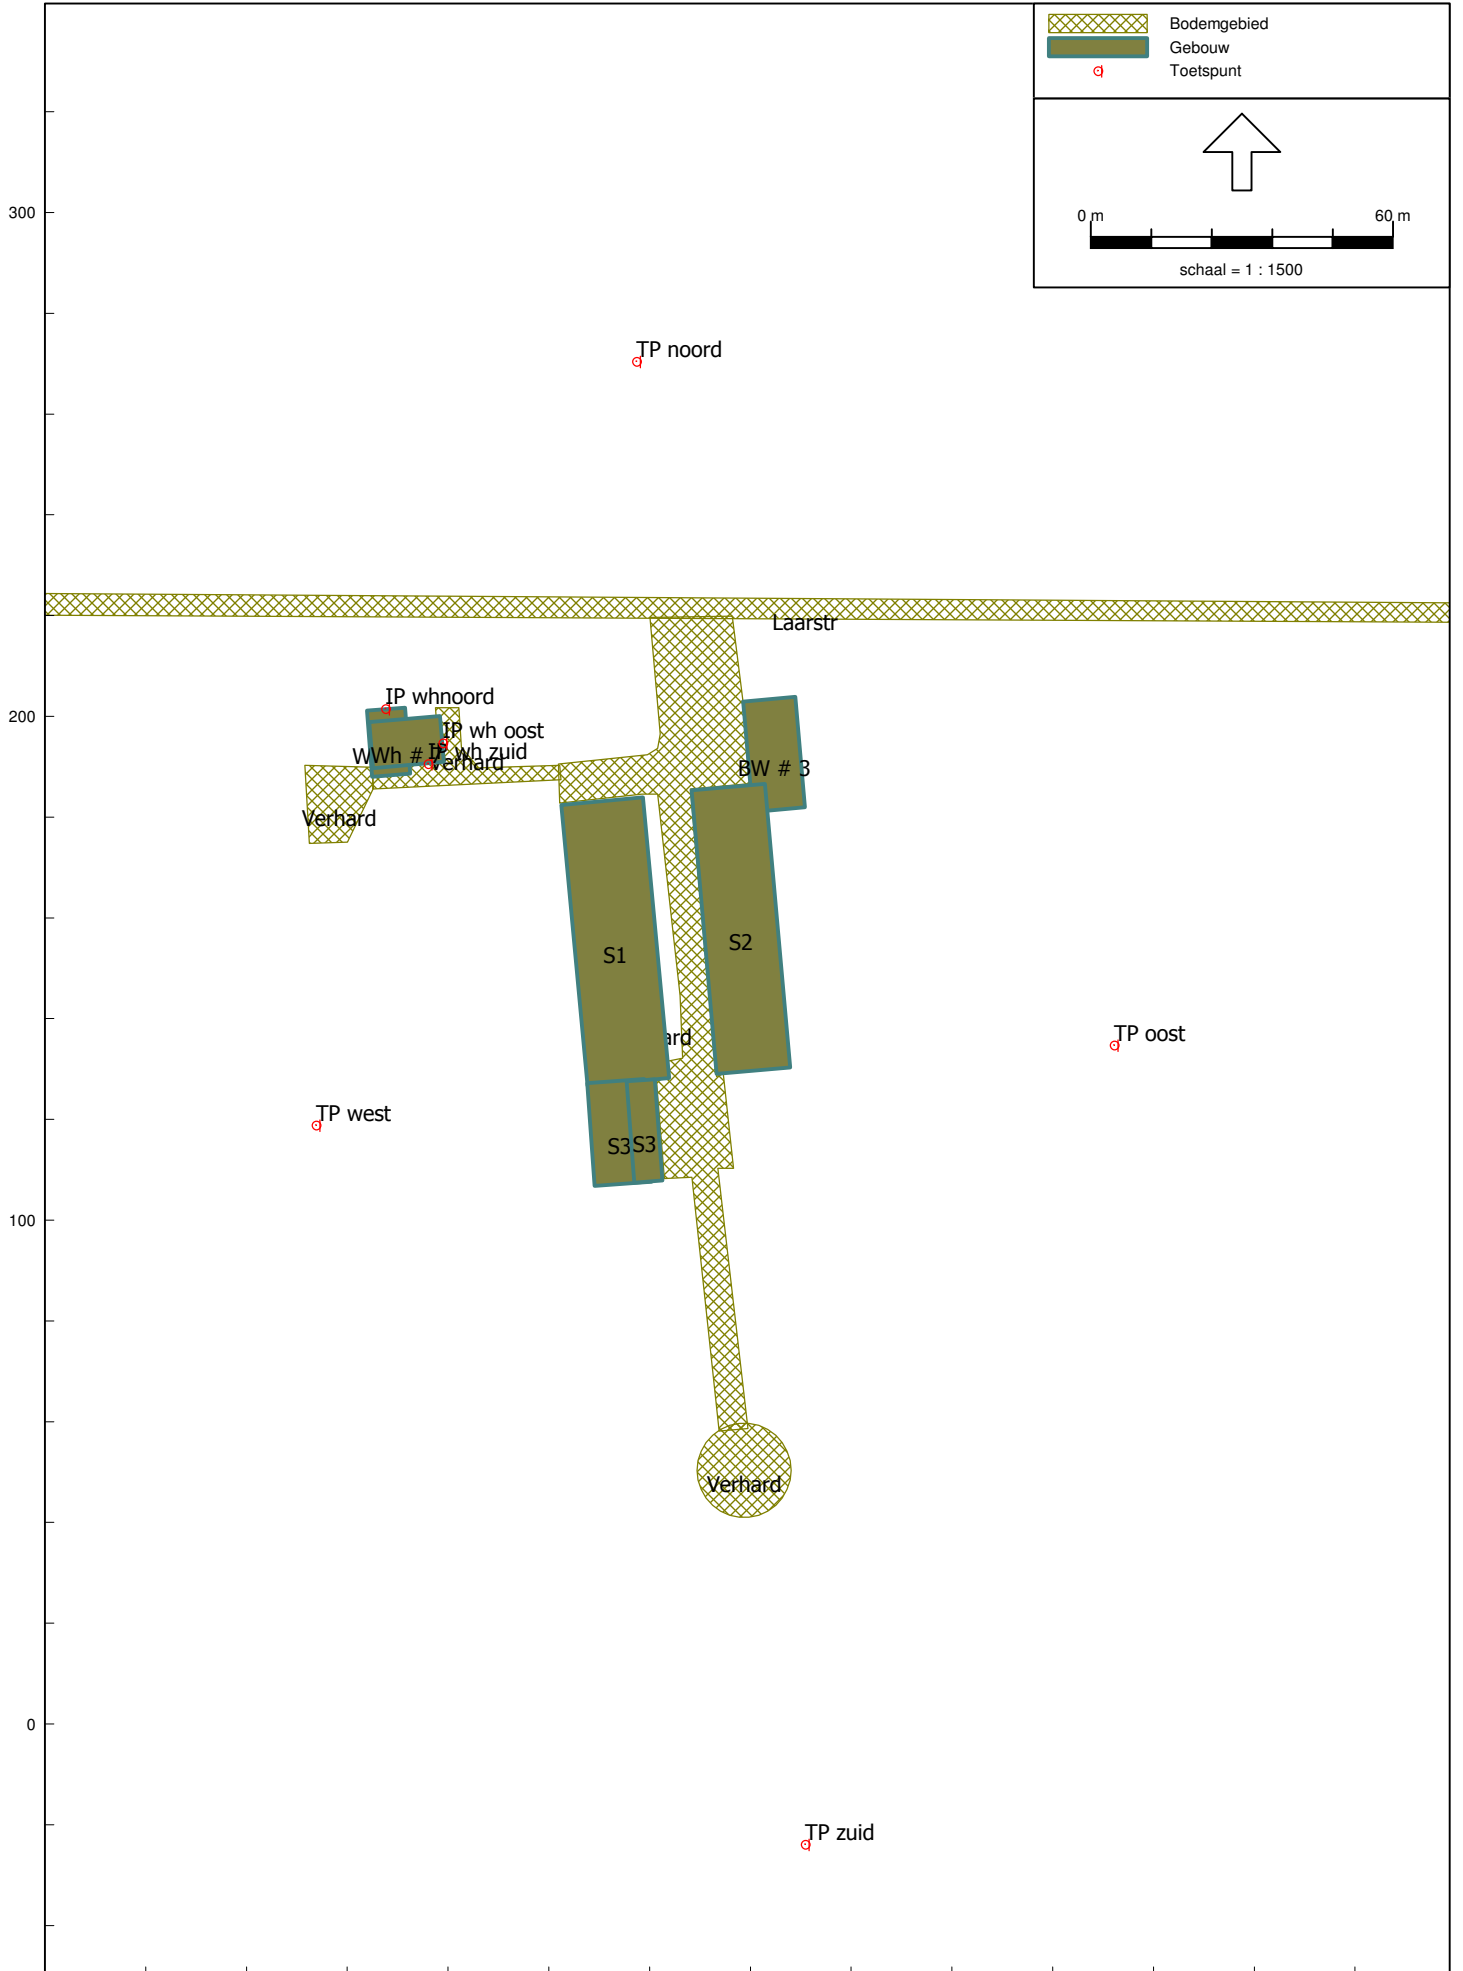 Bodemgebied
Gebouw
Toetspunt
0 m 60 m
schaal = 1 : 1500
300
TP noord
Laarstr
IP whnoord
200
IP wh oost
IP wh zuid
WWh #
Verhard
BW # 3
Verhard
S2
S1
ard
TP oost
TP west
S3
S3
100
Verhard
0
TP zuid